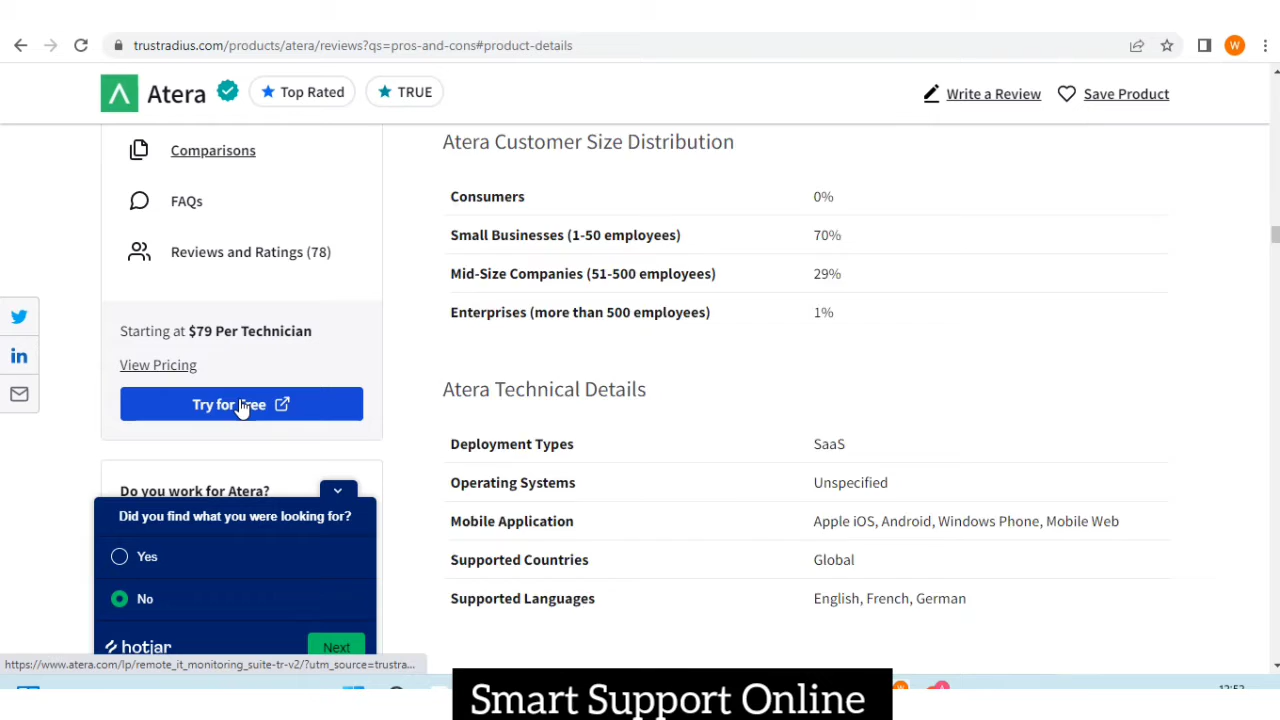 trustradius.com/products/atera/reviews?qs=pros-and-cons#product-details
W
Atera
Top Rated
TRUE
Write a Review
Save Product
Comparisons
FAQs
Reviews and Ratings (78)
Starting at $79 Per Technician
View Pricing
Try for Free
Do you work for Atera?
Did you find what you were looking for?
Yes
No
hotjar
Next
https://www.atera.com/lp/remote_it_monitoring_suite-tr-v2/?utm_source=trustra...
Atera Customer Size Distribution
Consumers 0%
Small Businesses (1-50 employees) 70%
Mid-Size Companies (51-500 employees) 29%
Enterprises (more than 500 employees) 1%
Atera Technical Details
Deployment Types SaaS
Operating Systems Unspecified
Mobile Application Apple iOS, Android, Windows Phone, Mobile Web
Supported Countries Global
Supported Languages English, French, German
Smart Support Online